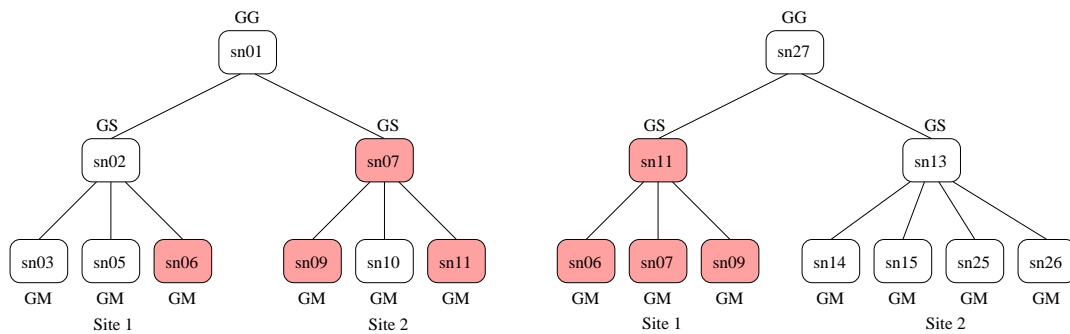 GG
sn01
GS
sn02
GS
sn07
sn03
sn05
sn06
sn09
sn10
sn11
GM
GM
GM
GM
GM
GM
Site 1
Site 2
GG
sn27
GS
sn11
GS
sn13
sn06
sn07
sn09
sn14
sn15
sn25
sn26
GM
GM
GM
GM
GM
GM
GM
Site 1
Site 2